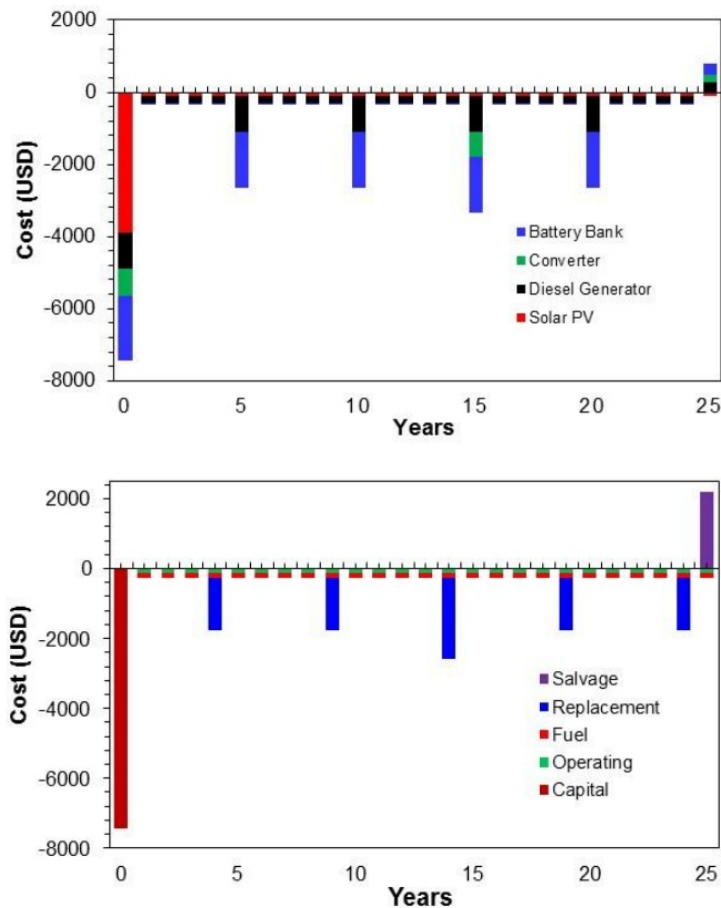 2000
0
-2000
-4000
-6000
-8000
Cost (USD)
Battery Bank
Converter
Diesel Generator
Solar PV
0 5 10 15 20 25
Years
2000
0
-2000
-4000
-6000
-8000
Cost (USD)
Salvage
Replacement
Fuel
Operating
Capital
0 5 10 15 20 25
Years